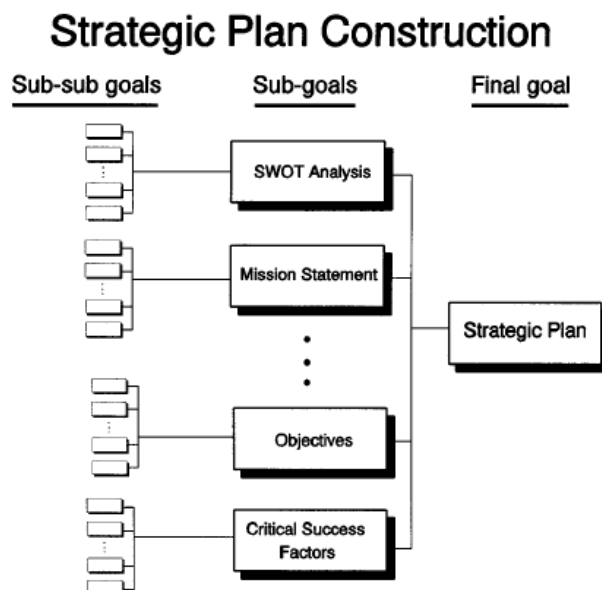 Strategic Plan Construction
Sub-sub goals
Sub-goals
Final goal
SWOT Analysis
Mission Statement
Strategic Plan
Objectives
Critical Success
Factors